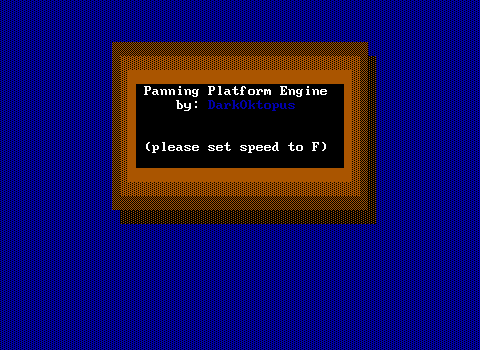 Panning Platform Engine
by: DarkOktopus
(please set speed to F)